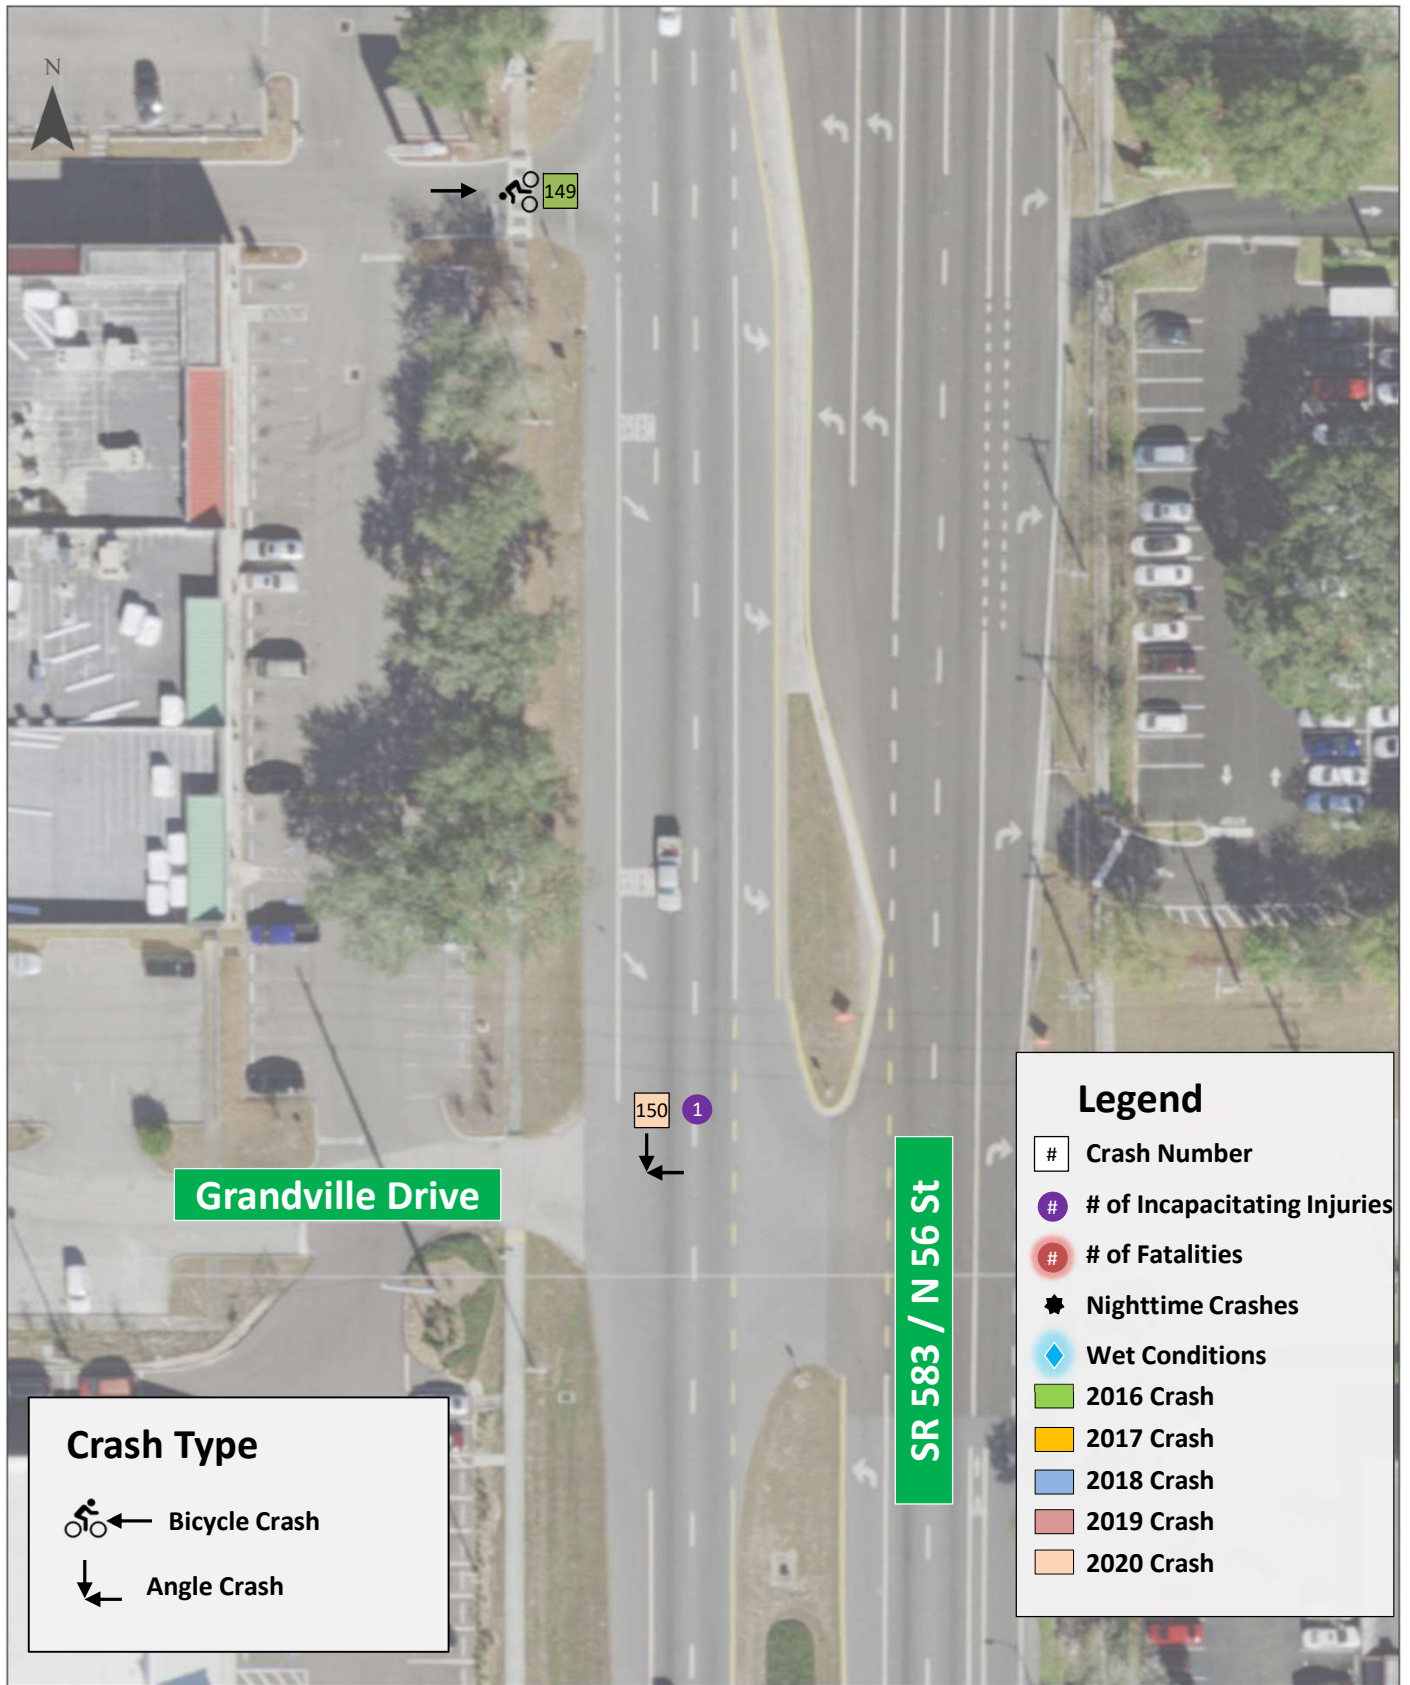 N
149
150
1
Grandville Drive
SR 583 / N 56 St
Legend
# Crash Number
# # of Incapacitating Injuries
# # of Fatalities
Nighttime Crashes
Wet Conditions
2016 Crash
2017 Crash
2018 Crash
2019 Crash
2020 Crash
Crash Type
Bicycle Crash
Angle Crash